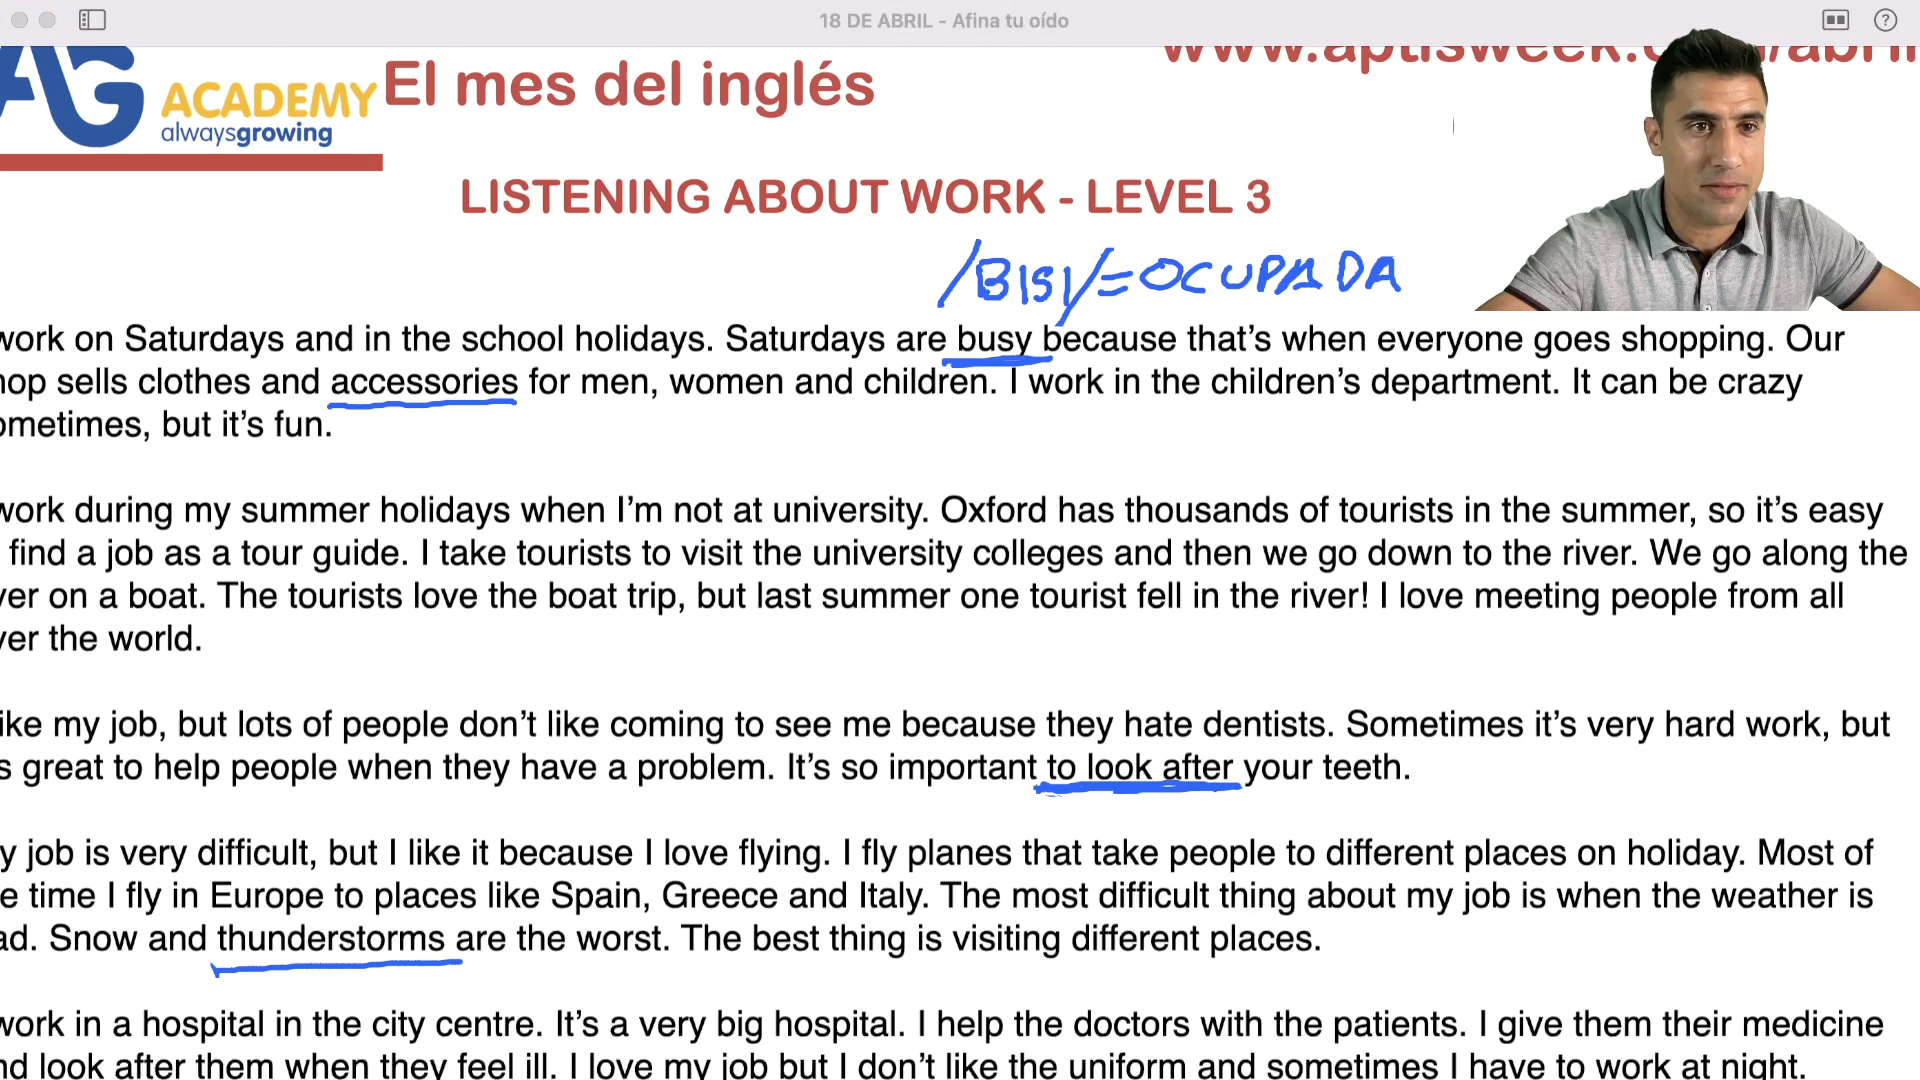 18 DE ABRIL - Afina tu oído
ACADEMY
alwaysgrowing
El mes del inglés
LISTENING ABOUT WORK - LEVEL 3
/BISI/=OCUPADA
work on Saturdays and in the school holidays. Saturdays are busy because that's when everyone goes shopping. Our
op sells clothes and accessories for men, women and children. I work in the children's department. It can be crazy
ometimes, but it's fun.
work during my summer holidays when I'm not at university. Oxford has thousands of tourists in the summer, so it's easy
find a job as a tour guide. I take tourists to visit the university colleges and then we go down to the river. We go along the
ver on a boat. The tourists love the boat trip, but last summer one tourist fell in the river! I love meeting people from all
ver the world.
ike my job, but lots of people don't like coming to see me because they hate dentists. Sometimes it's very hard work, but
s great to help people when they have a problem. It's so important to look after your teeth.
y job is very difficult, but I like it because I love flying. I fly planes that take people to different places on holiday. Most of
e time I fly in Europe to places like Spain, Greece and Italy. The most difficult thing about my job is when the weather is
ad. Snow and thunderstorms are the worst. The best thing is visiting different places.
work in a hospital in the city centre. It's a very big hospital. I help the doctors with the patients. I give them their medicine
nd look after them when they feel ill. I love my job but I don't like the uniform and sometimes I have to work at night.